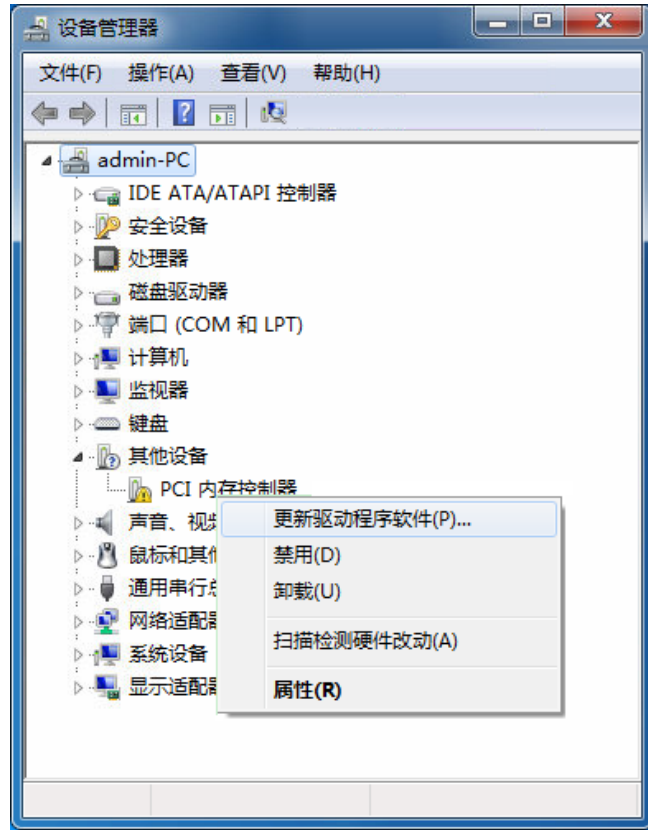 设备管理器
文件(F) 操作(A) 查看(V) 帮助(H)
admin-PC
IDE ATA/ATAPI 控制器
安全设备
处理器
磁盘驱动器
端口 (COM 和 LPT)
计算机
监视器
键盘
其他设备
PCI 内存控制器
声音、视
鼠标和其
通用串行
网络适配
系统设备
显示适配
更新驱动程序软件(P)...
禁用(D)
卸载(U)
扫描检测硬件改动(A)
属性(R)